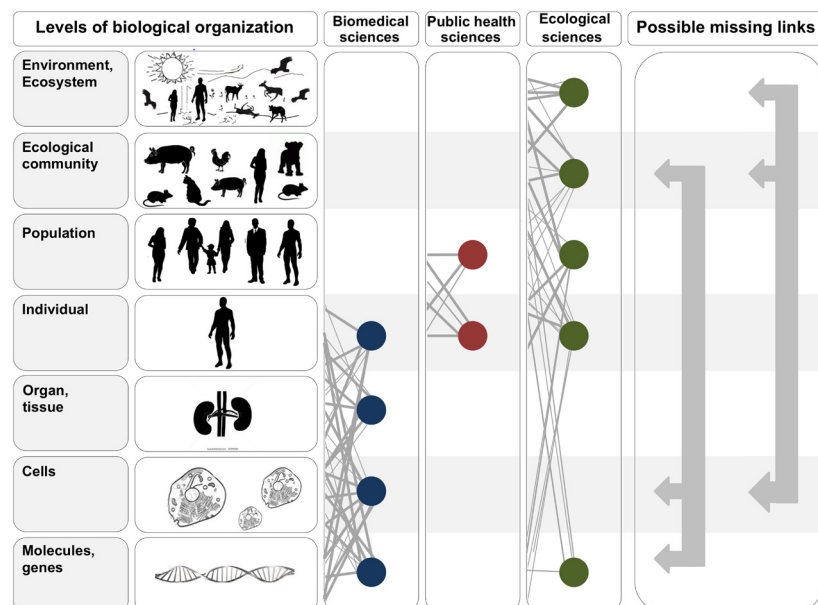 Levels of biological organization
Biomedical
sciences
Public health
sciences
Ecological
sciences
Possible missing links
Environment,
Ecosystem
Ecological
community
Population
Individual
Organ,
tissue
Cells
Molecules,
genes